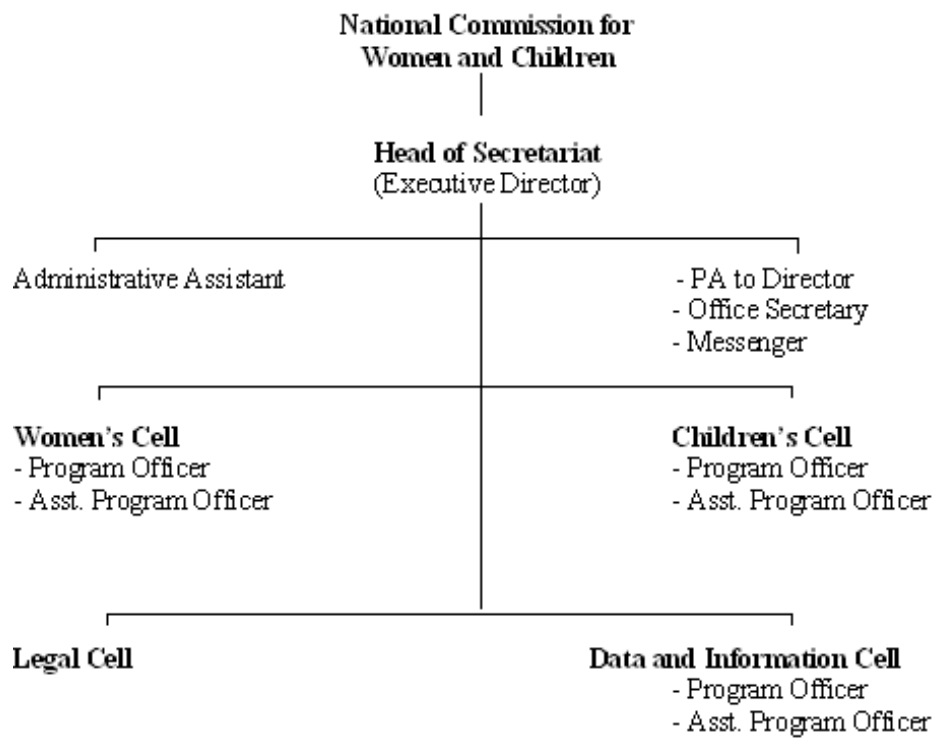 National Commission for
Women and Children
Head of Secretariat
(Executive Director)
Administrative Assistant
- PA to Director
- Office Secretary
- Messenger
Women's Cell
- Program Officer
- Asst. Program Officer
Children's Cell
- Program Officer
- Asst. Program Officer
Legal Cell
Data and Information Cell
- Program Officer
- Asst. Program Officer